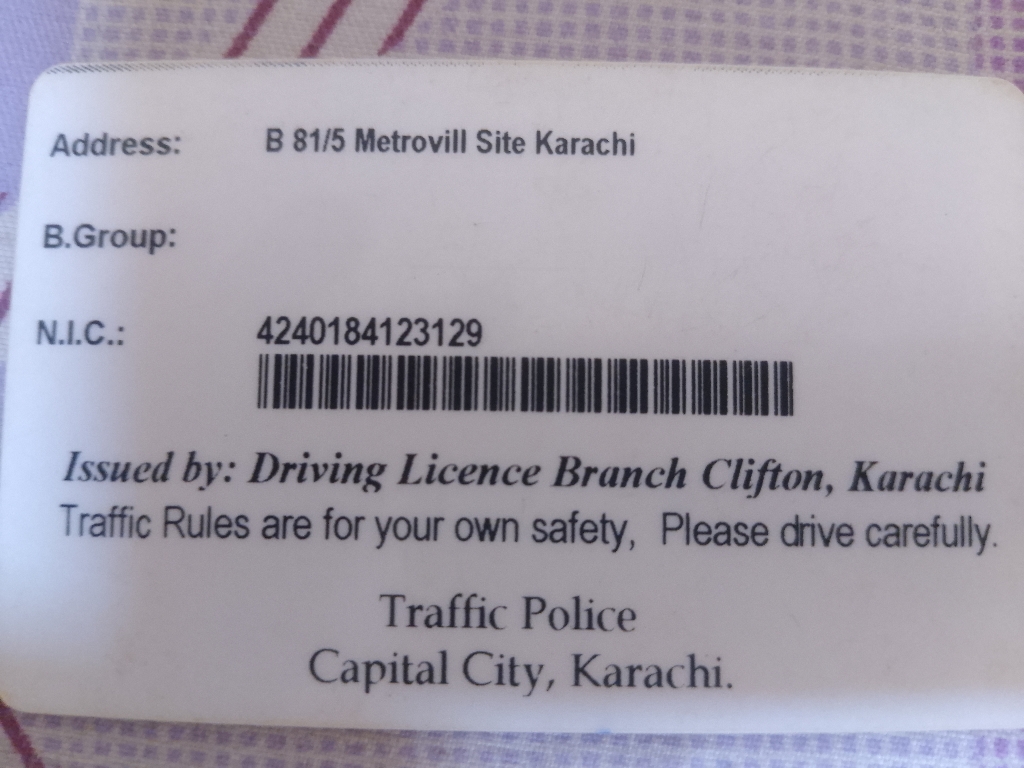 Address: B 81/5 Metrovill Site Karachi
B.Group:
N.I.C.: 4240184123129
Issued by: Driving Licence Branch Clifton, Karachi
Traffic Rules are for your own safety, Please drive carefully.
Traffic Police
Capital City, Karachi.